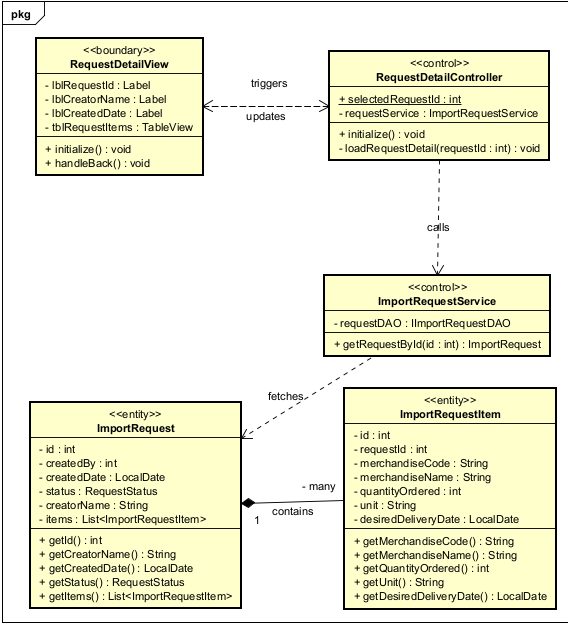 pkg
<<boundary>>
RequestDetailView
- lblRequestId : Label
- lblCreatorName : Label
- lblCreatedDate : Label
- tblRequestItems : TableView
+ initialize() : void
+ handleBack() : void
triggers
updates
<<control>>
RequestDetailController
+ selectedRequestId : int
- requestService : ImportRequestService
+ initialize() : void
- loadRequestDetail(requestId : int) : void
calls
<<control>>
ImportRequestService
- requestDAO : IImportRequestDAO
+ getRequestById(id : int) : ImportRequest
fetches
<<entity>>
ImportRequest
- id : int
- createdBy : int
- createdDate : LocalDate
- status : RequestStatus
- creatorName : String
- items : List<ImportRequestItem>
+ getId() : int
+ getCreatorName() : String
+ getCreatedDate() : LocalDate
+ getStatus() : RequestStatus
+ getItems() : List<ImportRequestItem>
- many
1
contains
<<entity>>
ImportRequestItem
- id : int
- requestId : int
- merchandiseCode : String
- merchandiseName : String
- quantityOrdered : int
- unit : String
- desiredDeliveryDate : LocalDate
+ getMerchandiseCode() : String
+ getMerchandiseName() : String
+ getQuantityOrdered() : int
+ getUnit() : String
+ getDesiredDeliveryDate() : LocalDate